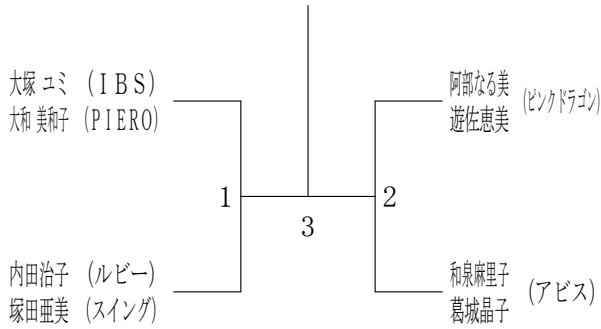 大塚 ユミ (ＩＢＳ)
大和 美和子 (PIERO)
阿部なる美
遊佐恵美
(ピンクドラゴン)
1
2
3
内田治子 (ルビー)
塚田亜美 (スイング)
和泉麻里子
葛城晶子
(アビス)